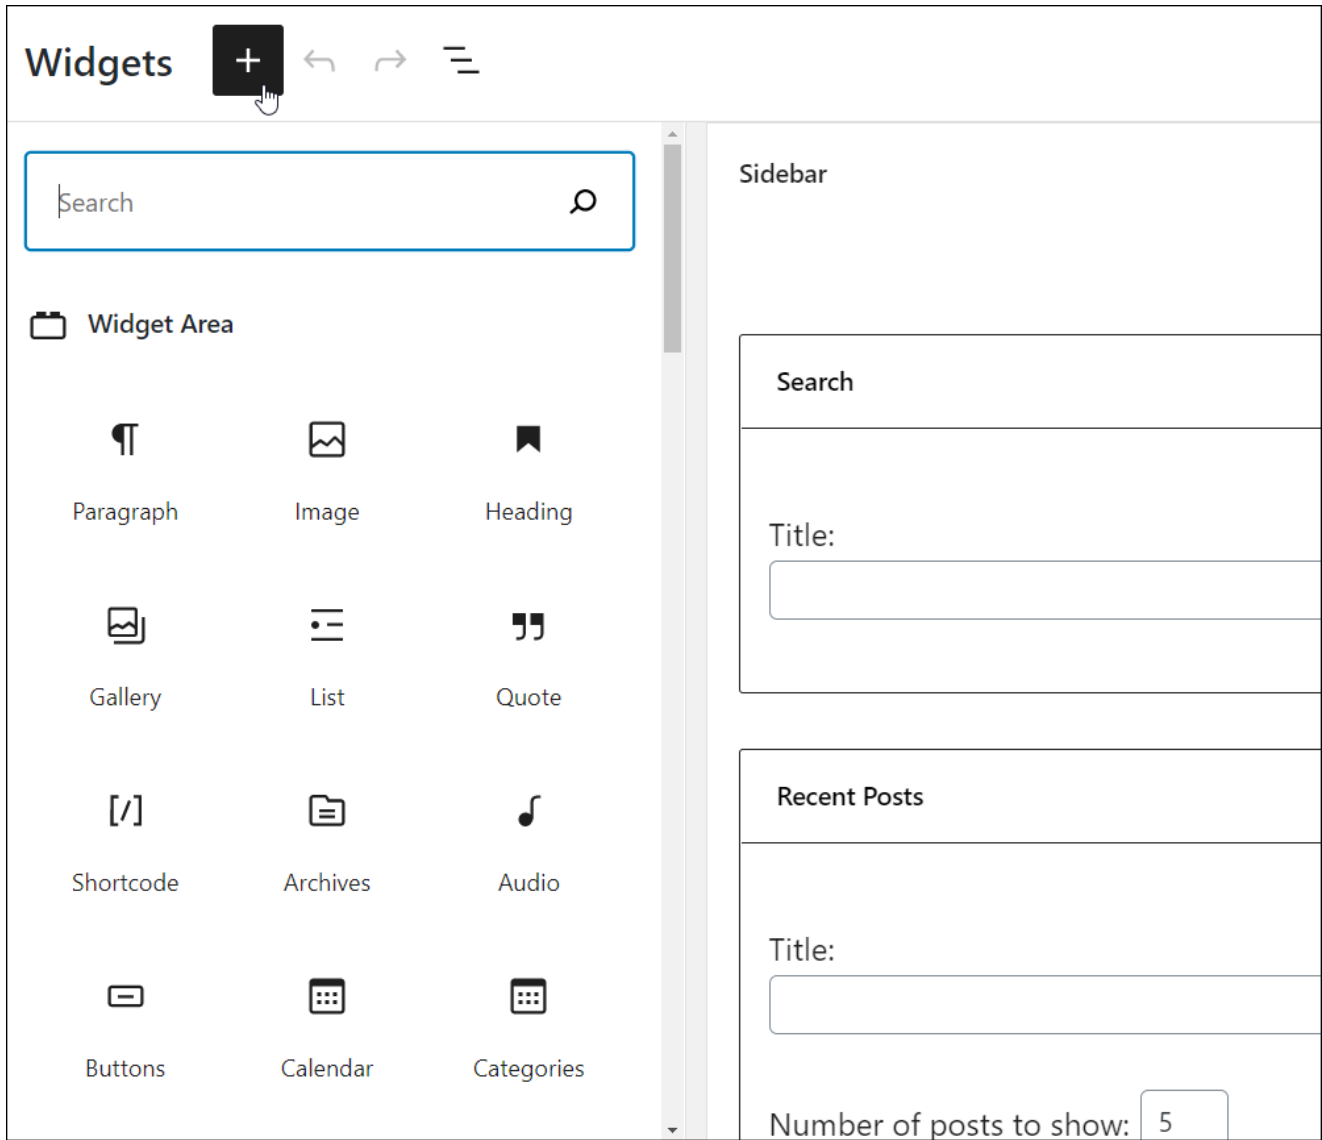 Widgets
Search
Widget Area
Paragraph
Image
Heading
Gallery
List
Quote
[/]
Shortcode
Archives
Audio
Buttons
Calendar
Categories
Sidebar
Search
Title:
Recent Posts
Title:
Number of posts to show: 5